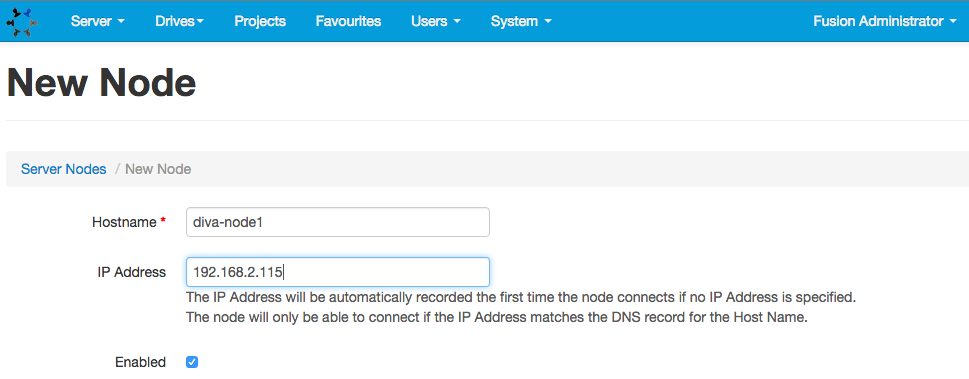 Server Drives Projects Favourites Users System Fusion Administrator
New Node
Server Nodes / New Node
Hostname *
diva-node1
IP Address
192.168.2.115
The IP Address will be automatically recorded the first time the node connects if no IP Address is specified.
The node will only be able to connect if the IP Address matches the DNS record for the Host Name.
Enabled